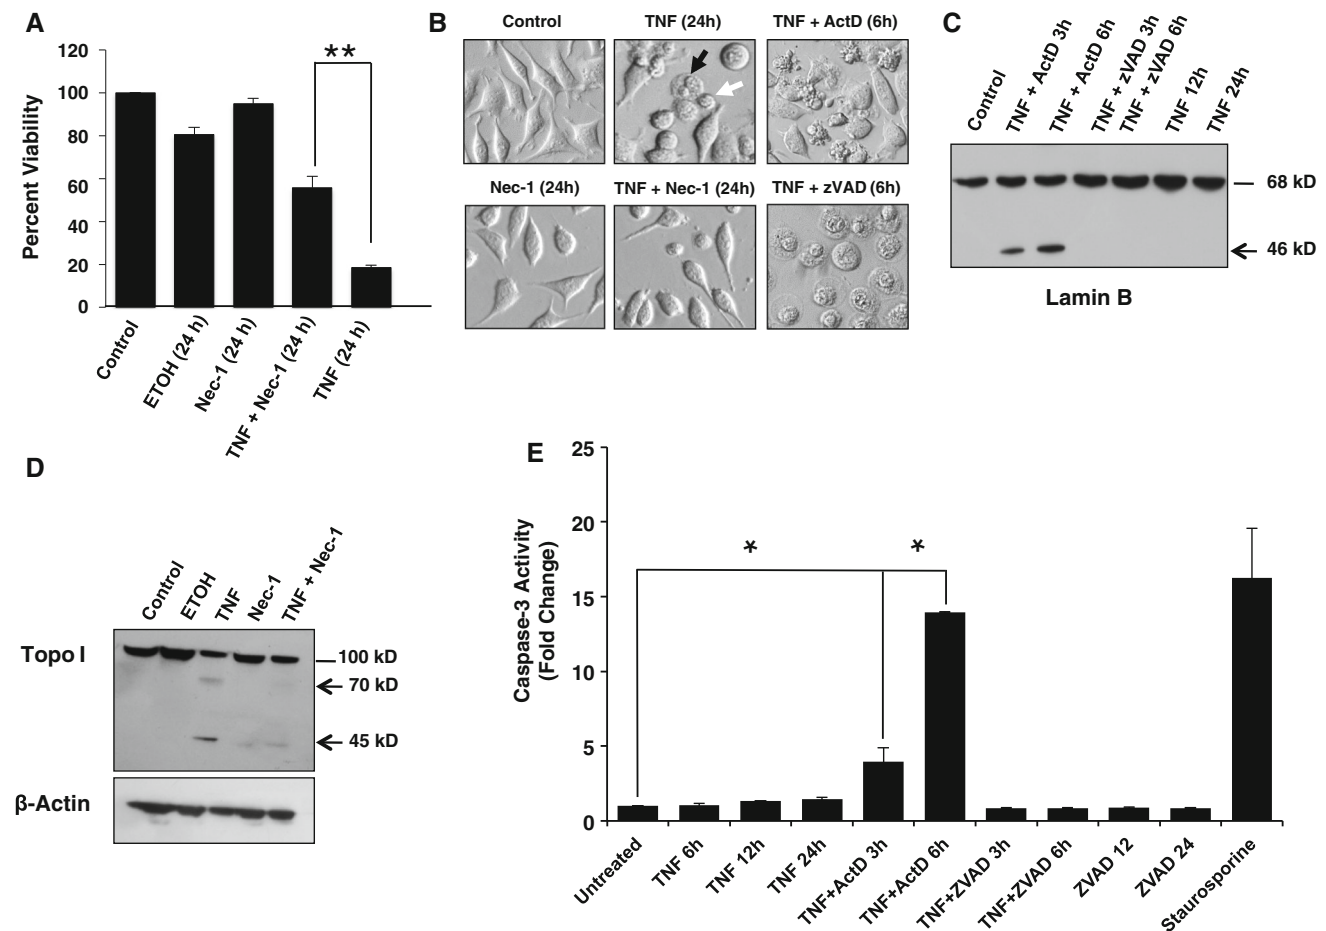 A
120
100
80
60
40
20
0
Percent Viability
**
Control
ETOH (24 h)
Nec-1 (24 h)
TNF + Nec-1 (24 h)
TNF (24 h)
B
Control
TNF (24h)
TNF + ActD (6h)
Nec-1 (24h)
TNF + Nec-1 (24h)
TNF + zVAD (6h)
C
Control
TNF + ActD 3h
TNF + ActD 6h
TNF + zVAD 3h
TNF + zVAD 6h
TNF 12h
TNF 24h
68 kD
46 kD
Lamin B
D
Control
ETOH
TNF
Nec-1
TNF + Nec-1
Topo I
100 kD
70 kD
45 kD
β-Actin
E
25
20
15
10
5
0
Caspase-3 Activity
(Fold Change)
*
*
Untreated
TNF 6h
TNF 12h
TNF 24h
TNF+ActD 3h
TNF+ActD 6h
TNF+ZVAD 3h
TNF+ZVAD 6h
ZVAD 12
ZVAD 24
Staurosporine